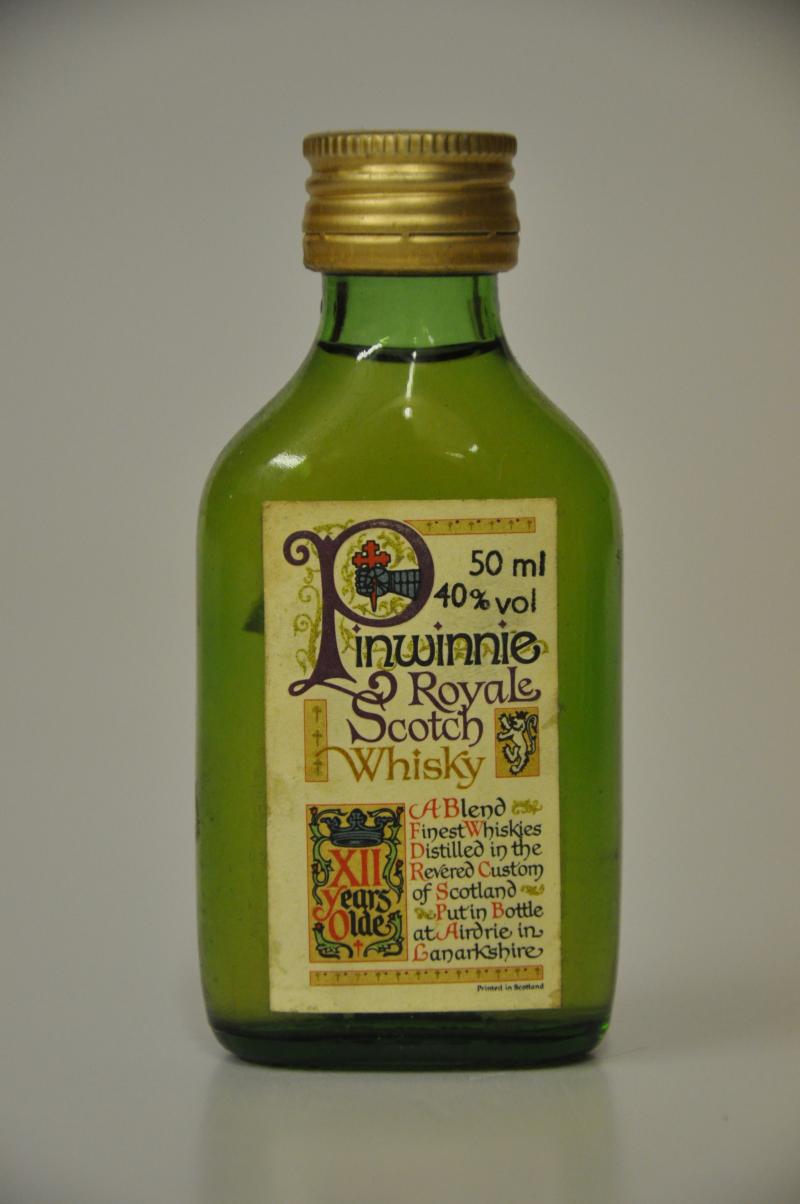 50 ml
40% vol
Pinwinnie
Royale
Scotch
Whisky
XII
Years
Olde
A Blend
Finest Whiskies
Distilled in the
Revered Custom
of Scotland
Put in Bottle
at Airdrie in
Lanarkshire
Printed in Scotland